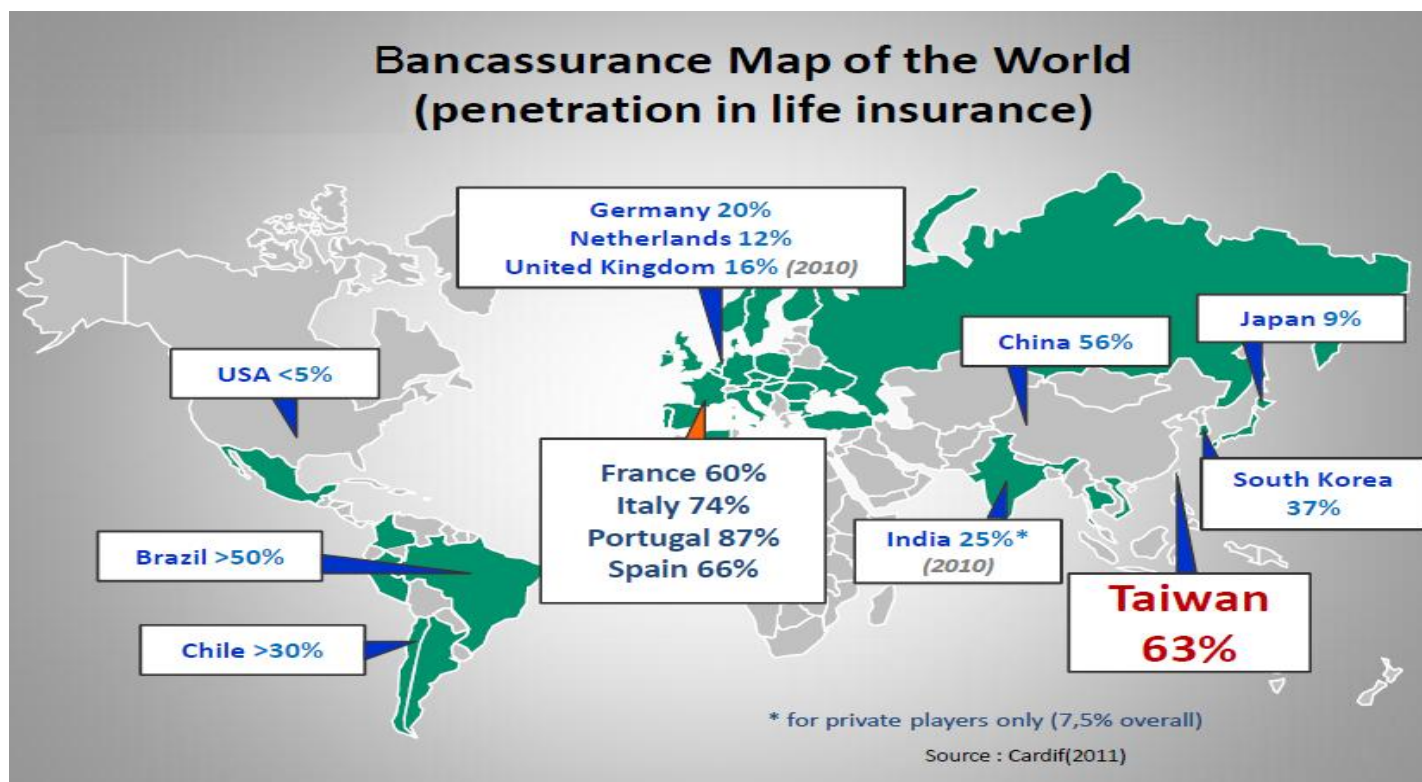 Bancassurance Map of the World
(penetration in life insurance)
Germany 20%
Netherlands 12%
United Kingdom 16% (2010)
USA <5%
China 56%
Japan 9%
France 60%
Italy 74%
Portugal 87%
Spain 66%
South Korea
37%
India 25%*
(2010)
Brazil >50%
Taiwan
63%
Chile >30%
* for private players only (7,5% overall)
Source : Cardif(2011)